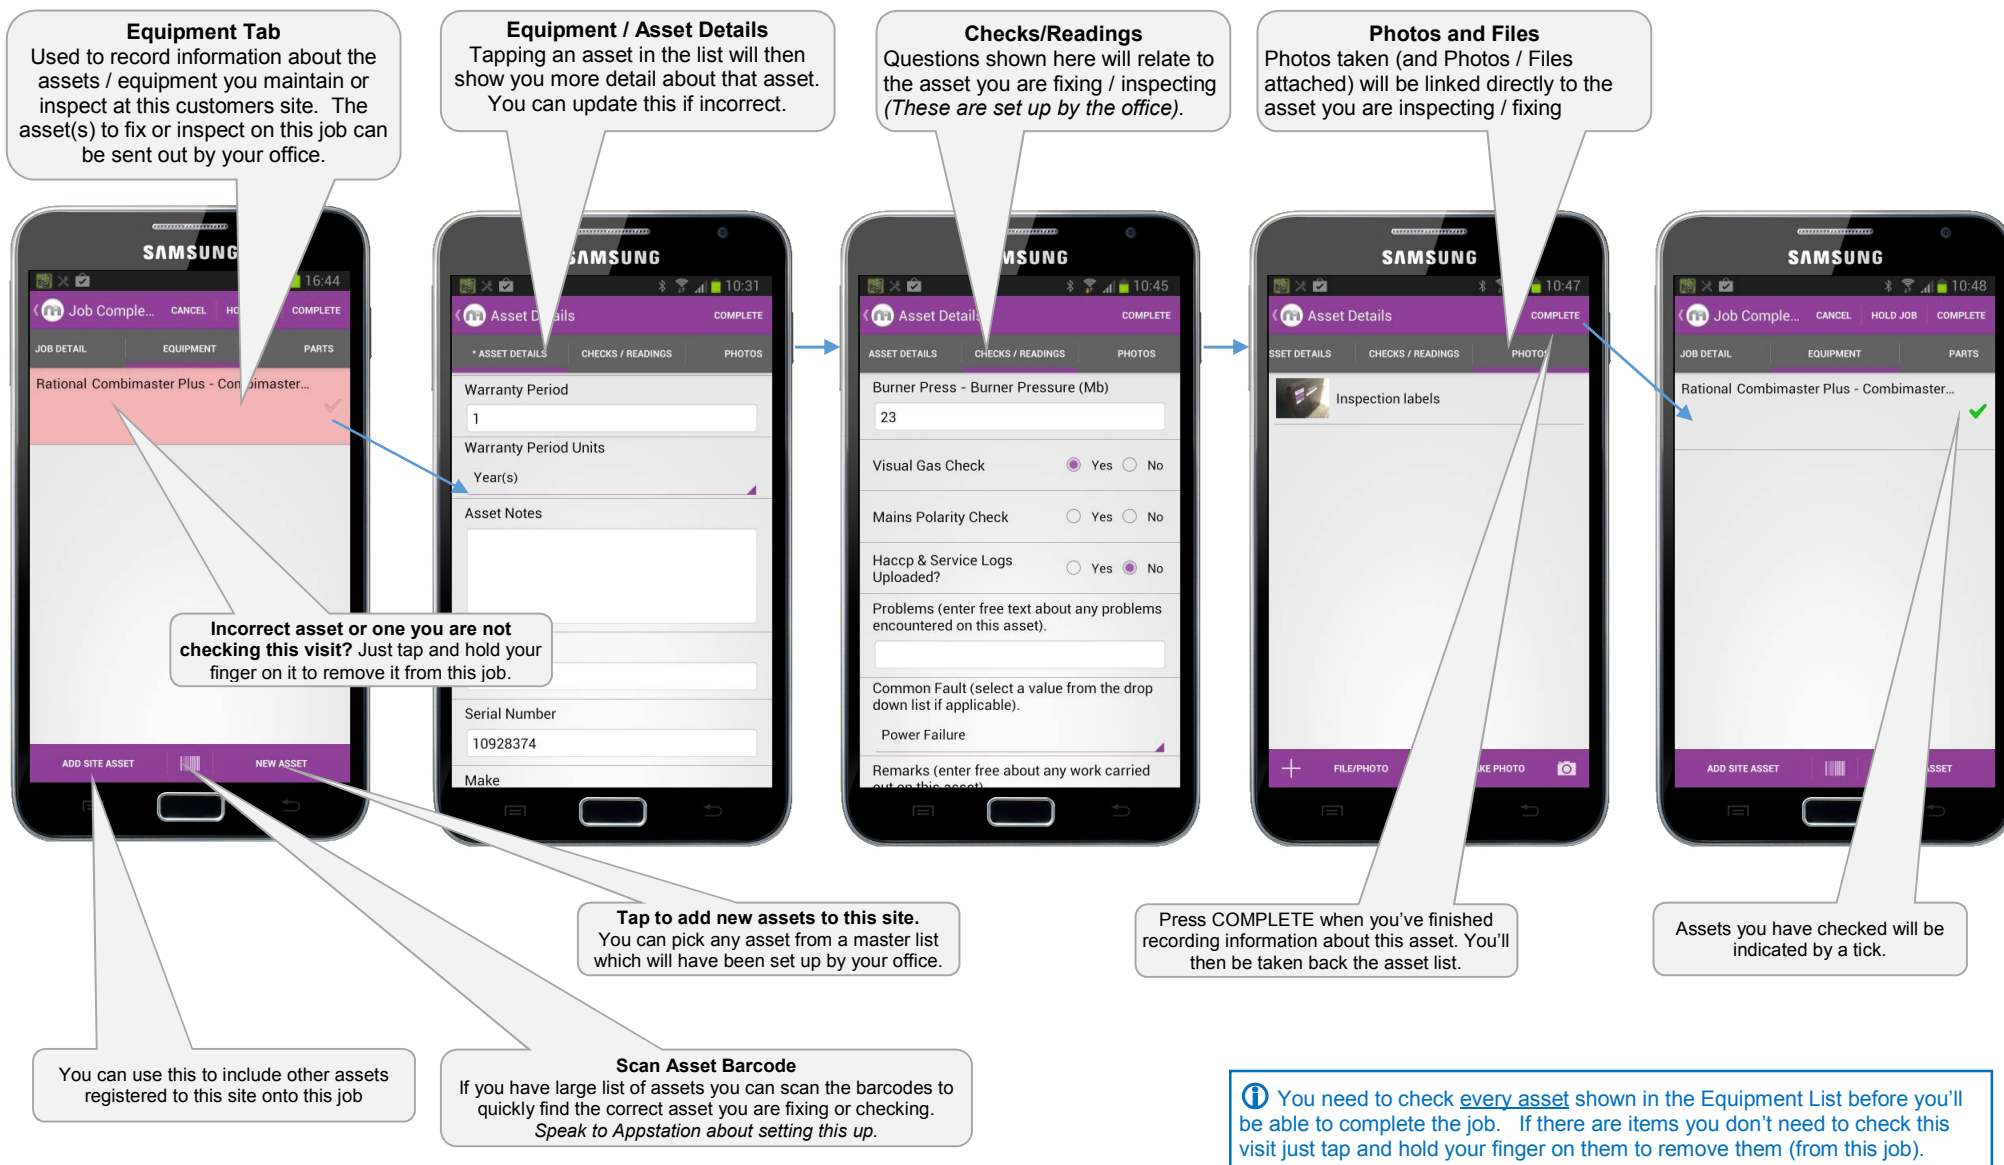 Equipment Tab
Used to record information about the
assets / equipment you maintain or
inspect at this customers site.  The
asset(s) to fix or inspect on this job can
be sent out by your office.
Equipment / Asset Details
Tapping an asset in the list will then
show you more detail about that asset.
You can update this if incorrect.
Checks/Readings
Questions shown here will relate to
the asset you are fixing / inspecting
(These are set up by the office).
Photos and Files
Photos taken (and Photos / Files
attached) will be linked directly to the
asset you are inspecting / fixing
SAMSUNG
16:44
Job Comple... CANCEL HO COMPLETE
JOB DETAIL EQUIPMENT PARTS
Rational Combimaster Plus - Combimaster...
Incorrect asset or one you are not
checking this visit? Just tap and hold your
finger on it to remove it from this job.
ADD SITE ASSET NEW ASSET
SAMSUNG
10:31
Asset Details COMPLETE
* ASSET DETAILS CHECKS / READINGS PHOTOS
Warranty Period
1
Warranty Period Units
Year(s)
Asset Notes
Serial Number
10928374
Make
SAMSUNG
10:45
Asset Details COMPLETE
ASSET DETAILS CHECKS / READINGS PHOTOS
Burner Press - Burner Pressure (Mb)
23
Visual Gas Check Yes No
Mains Polarity Check Yes No
Haccp & Service Logs
Uploaded? Yes No
Problems (enter free text about any problems
encountered on this asset).
Common Fault (select a value from the drop
down list if applicable).
Power Failure
Remarks (enter free about any work carried
out on this asset)
SAMSUNG
10:47
Asset Details COMPLETE
SSET DETAILS CHECKS / READINGS PHOTOS
Inspection labels
FILE/PHOTO KE PHOTO
SAMSUNG
10:48
Job Comple... CANCEL HOLD JOB COMPLETE
JOB DETAIL EQUIPMENT PARTS
Rational Combimaster Plus - Combimaster...
ADD SITE ASSET SSET
Tap to add new assets to this site.
You can pick any asset from a master list
which will have been set up by your office.
Press COMPLETE when you've finished
recording information about this asset. You'll
then be taken back the asset list.
Assets you have checked will be
indicated by a tick.
You can use this to include other assets
registered to this site onto this job
Scan Asset Barcode
If you have large list of assets you can scan the barcodes to
quickly find the correct asset you are fixing or checking.
Speak to Appstation about setting this up.
You need to check every asset shown in the Equipment List before you'll
be able to complete the job.   If there are items you don't need to check this
visit just tap and hold your finger on them to remove them (from this job).